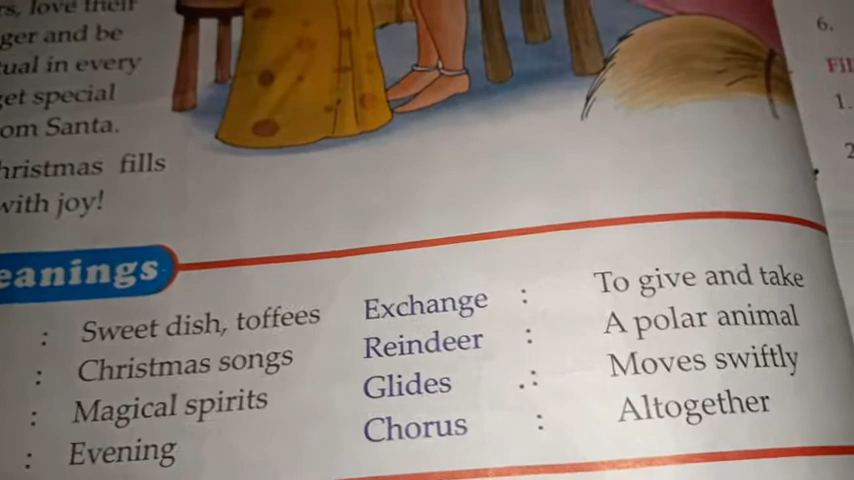 love their
ger and be
tual in every
get special
om Santa.
hristmas fills
with joy!
eanings
: Sweet dish, toffees Exchange : To give and take
: Christmas songs Reindeer : A polar animal
: Magical spirits Glides : Moves swiftly
: Evening Chorus : Altogether
6.
Fil
1.
2